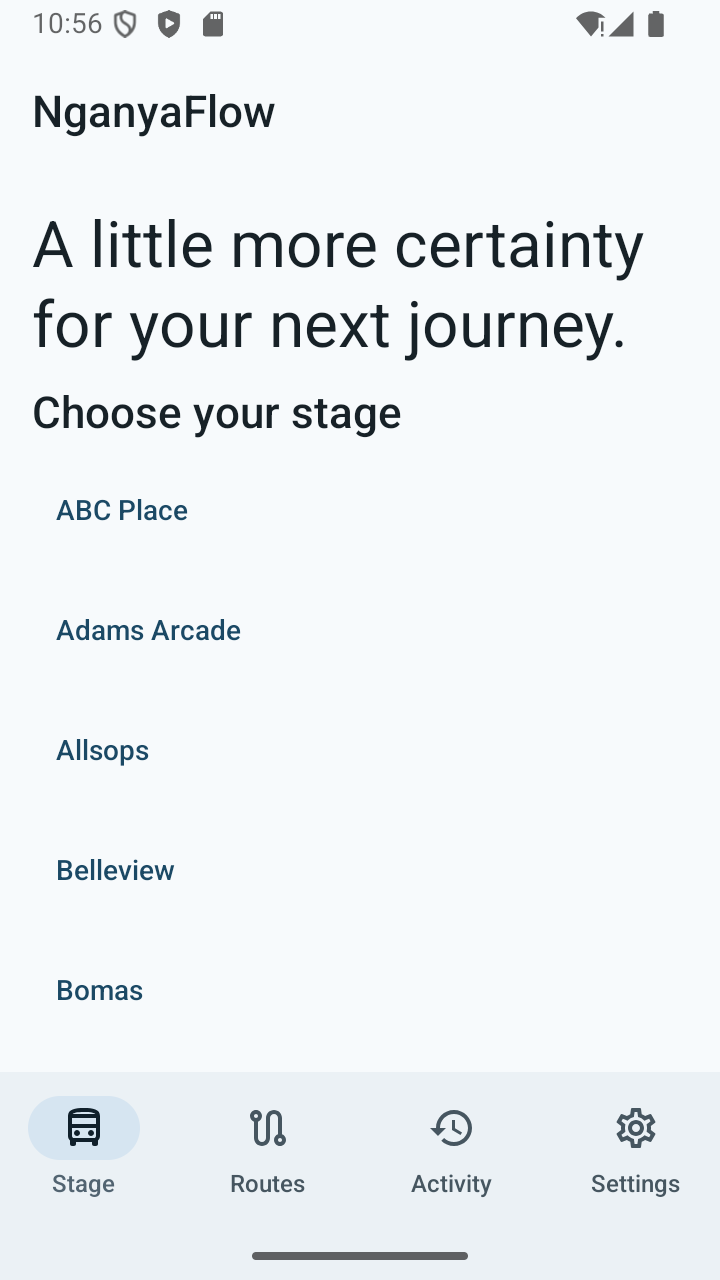 10:56
NganyaFlow
A little more certainty
for your next journey.
Choose your stage
ABC Place
Adams Arcade
Allsops
Belleview
Bomas
Stage
Routes
Activity
Settings